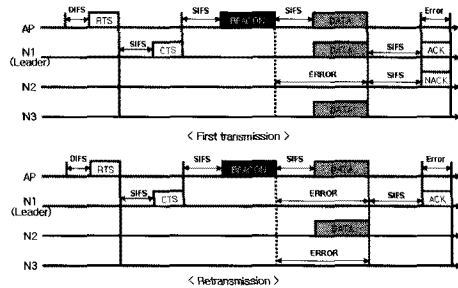 DIFS RTS SIFS BEACON SIFS DATA Error
AP
SIFS CTS DATA SIFS ACK
N1
(Leader)
ERROR SIFS NACK
N2
DATA
N3
< First transmission >
DIFS RTS SIFS BEACON SIFS DATA Error
AP
SIFS CTS ERROR SIFS ACK
N1
(Leader)
DATA
N2
ERROR
N3
< Retransmission >